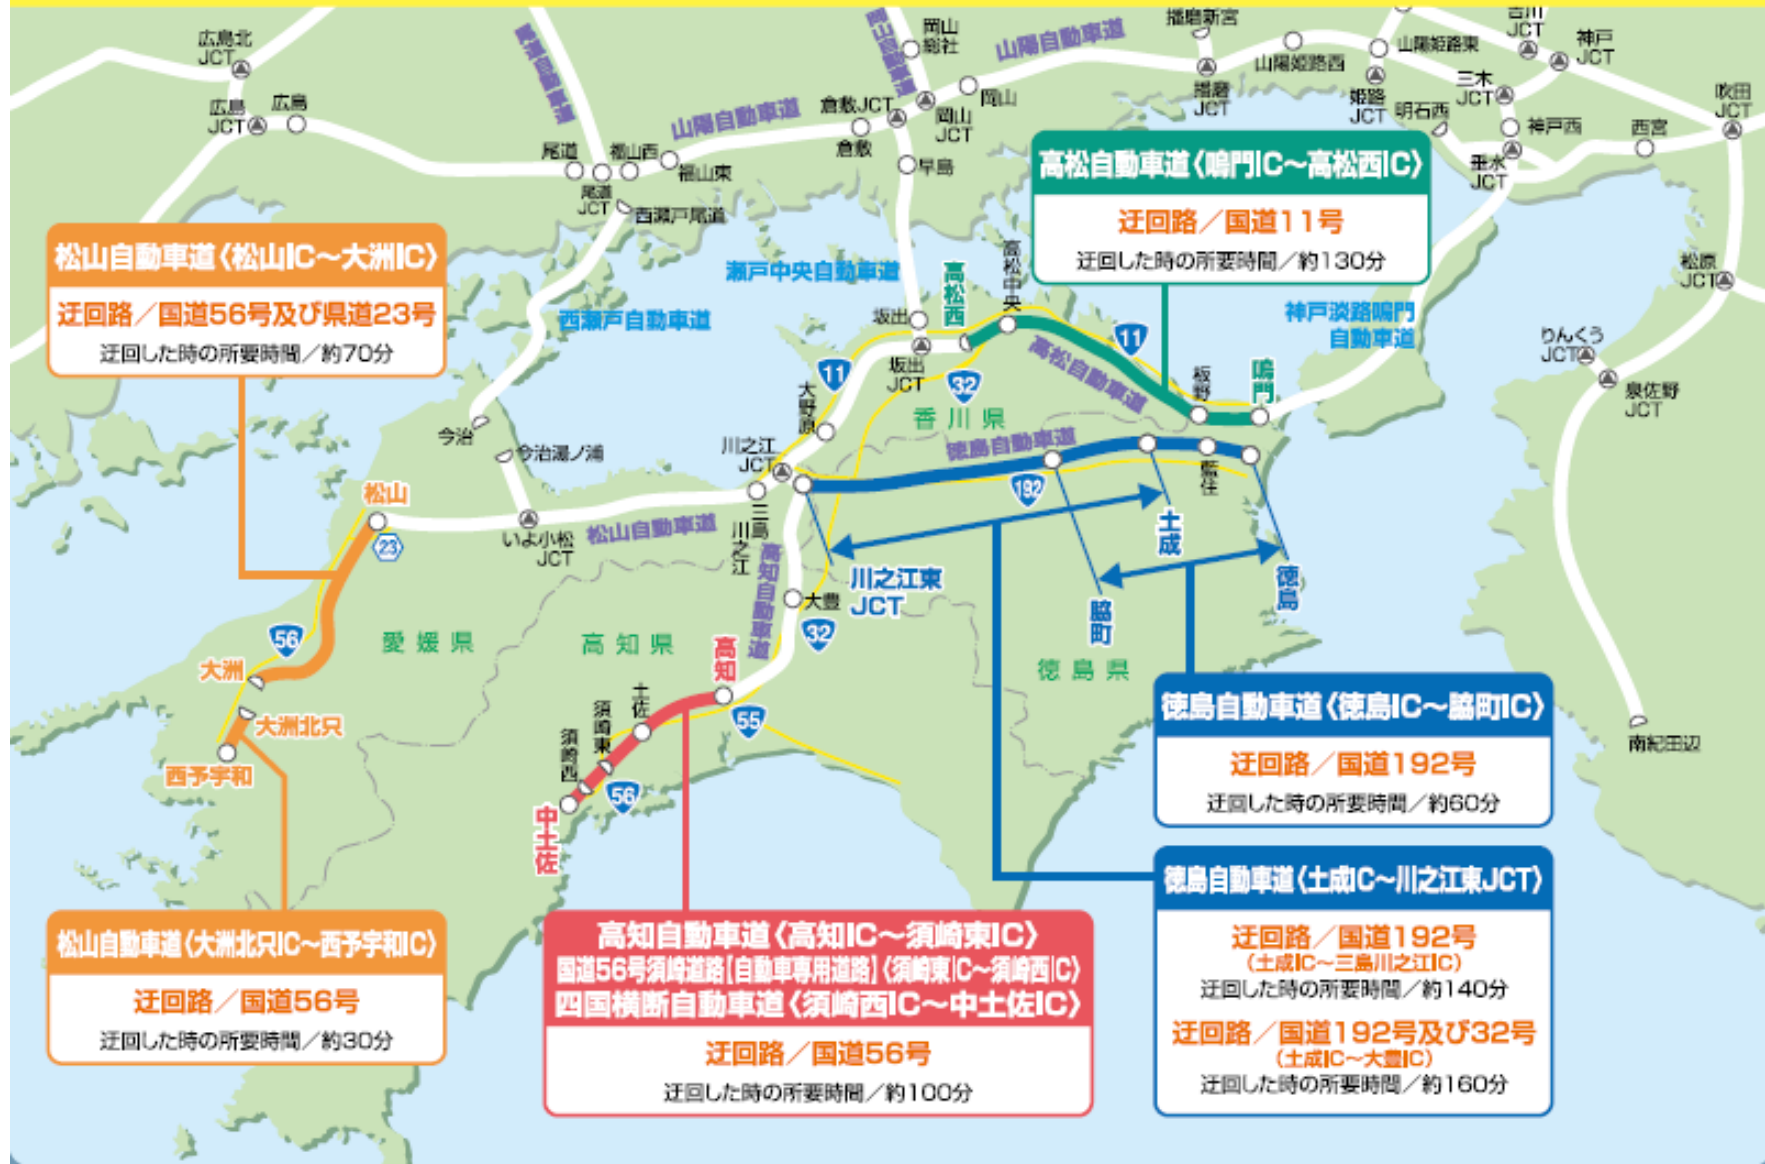 広島北
JCT
広島
JCT
広島
尾道
福山西
尾道
JCT
福山東
西瀬戸尾道
山陽自動車道
倉敷JCT
倉敷
岡山
総社
岡山
JCT
岡山
早島
山陽自動車道
播磨新宮
播磨
JCT
山陽姫路西
山陽姫路東
姫路
JCT
明石西
三木
JCT
吉川
JCT
神戸
JCT
神戸西
垂水
JCT
西宮
吹田
JCT
松原
JCT
りんくう
JCT
泉佐野
JCT
南紀田辺
高松自動車道〈鳴門IC〜高松西IC〉
迂回路／国道11号
迂回した時の所要時間／約130分
松山自動車道〈松山IC〜大洲IC〉
迂回路／国道56号及び県道23号
迂回した時の所要時間／約70分
瀬戸中央自動車道
西瀬戸自動車道
神戸淡路鳴門
自動車道
坂出
坂出
JCT
高松西
高松中央
11
32
11
高松自動車道
板野
鳴門
香川県
大野原
川之江
JCT
今治
今治湯ノ浦
いよ小松
JCT
松山
23
松山自動車道
三島
川之江
徳島自動車道
192
藍住
土成
川之江東
JCT
脇町
徳島
高知自動車道
大豊
32
56
愛媛県
高知県
徳島県
大洲
大洲北只
西予宇和
高知
土佐
須崎東
須崎西
中土佐
55
56
徳島自動車道〈徳島IC〜脇町IC〉
迂回路／国道192号
迂回した時の所要時間／約60分
徳島自動車道〈土成IC〜川之江東JCT〉
迂回路／国道192号
（土成IC〜三島川之江IC）
迂回した時の所要時間／約140分
迂回路／国道192号及び32号
（土成IC〜大豊IC）
迂回した時の所要時間／約160分
松山自動車道〈大洲北只IC〜西予宇和IC〉
迂回路／国道56号
迂回した時の所要時間／約30分
高知自動車道〈高知IC〜須崎東IC〉
国道56号須崎道路［自動車専用道路］〈須崎東IC〜須崎西IC〉
四国横断自動車道〈須崎西IC〜中土佐IC〉
迂回路／国道56号
迂回した時の所要時間／約100分